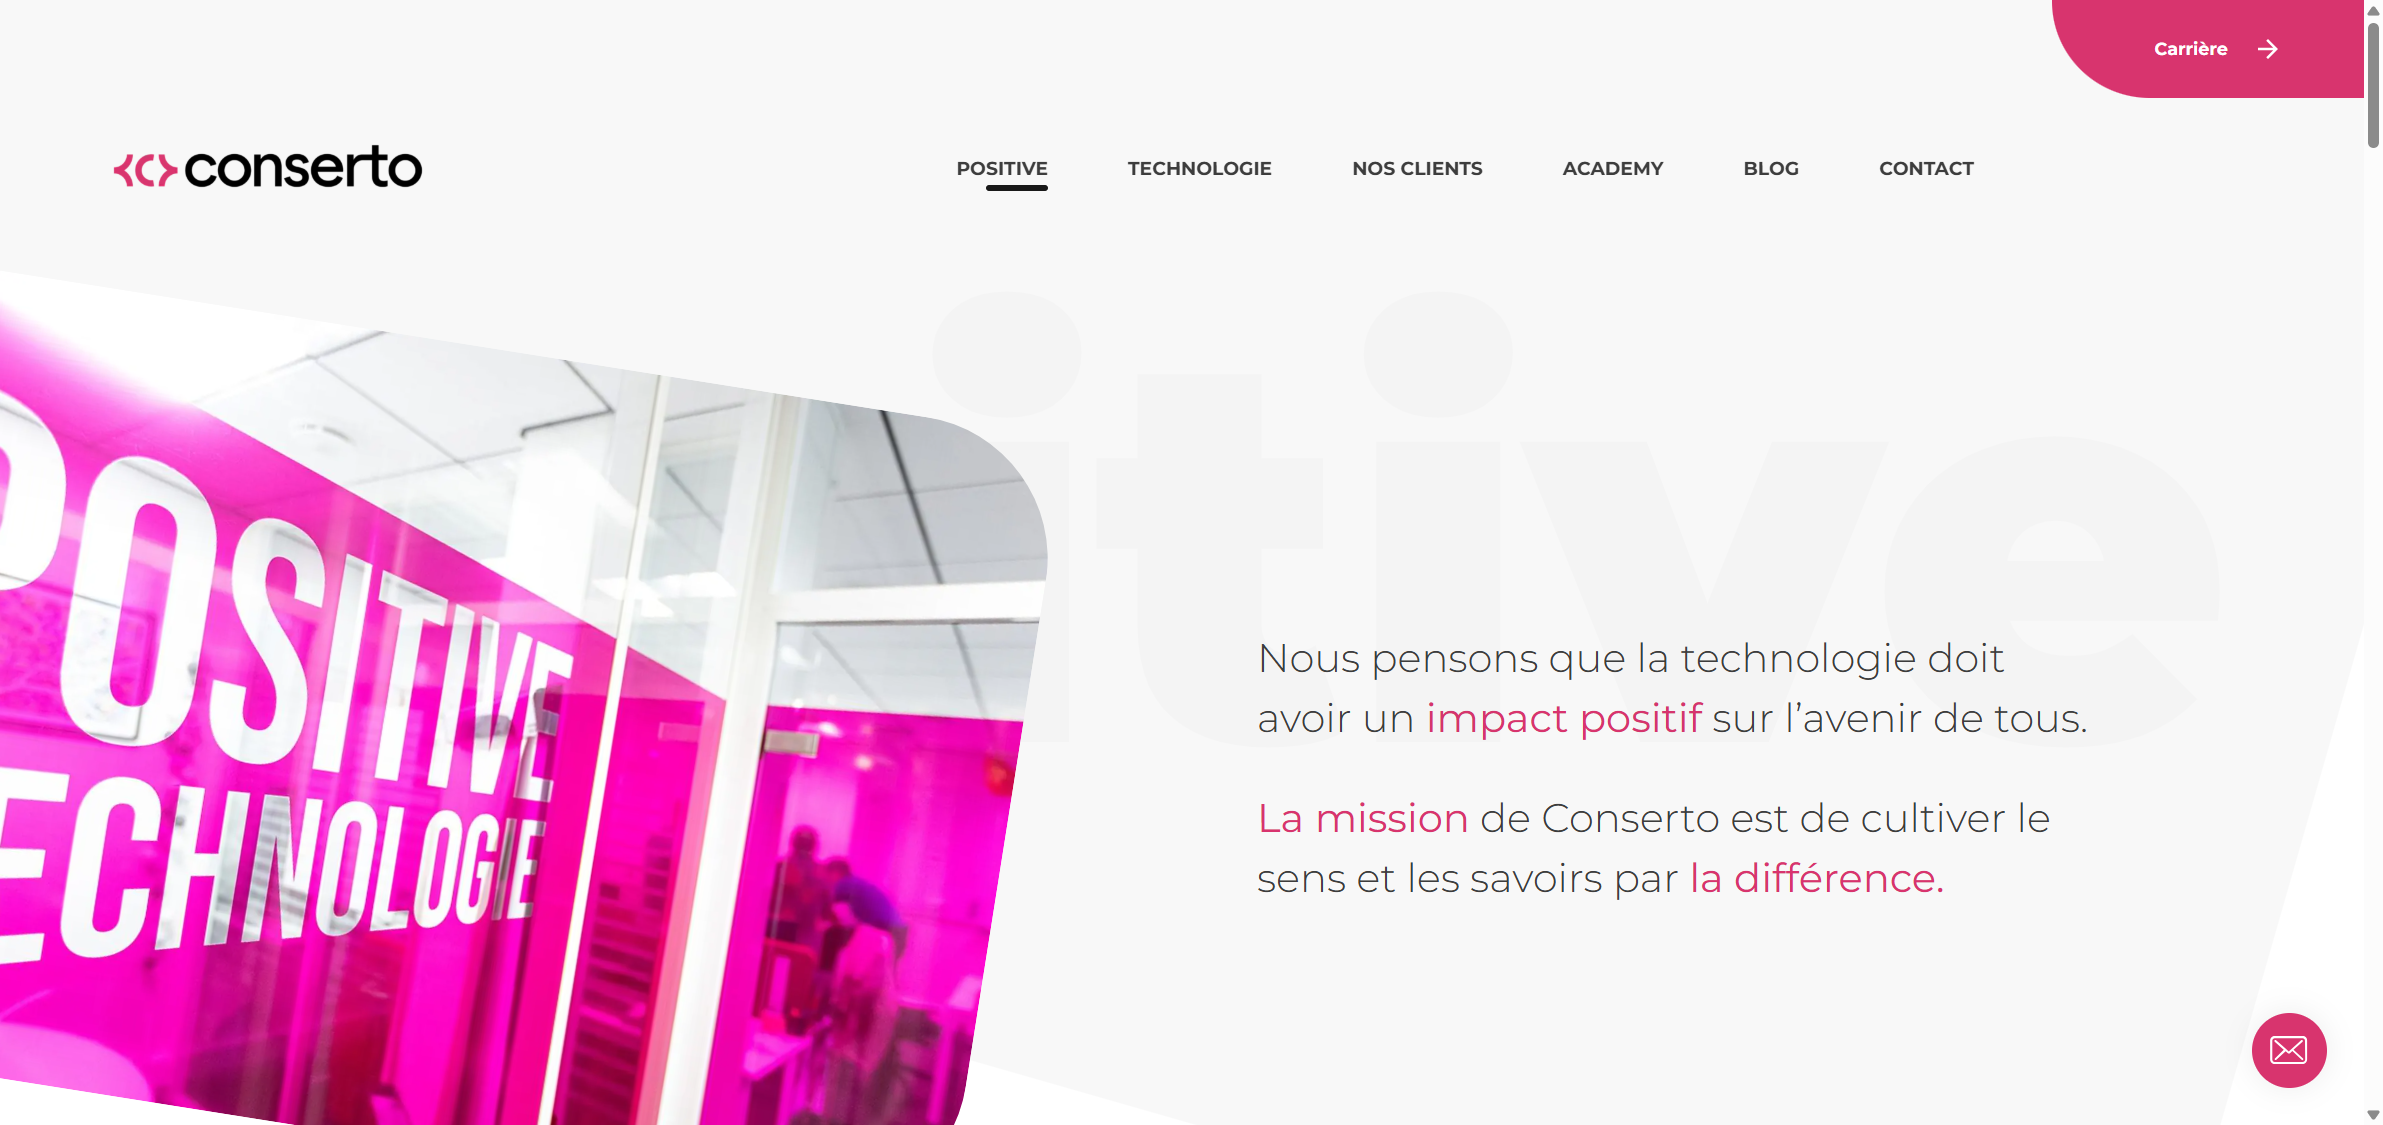 Carrière
conserto
POSITIVE
TECHNOLOGIE
NOS CLIENTS
ACADEMY
BLOG
CONTACT
itive
POSITIVE
ECHNOLOGIE
Nous pensons que la technologie doit
avoir un impact positif sur l’avenir de tous.
La mission de Conserto est de cultiver le
sens et les savoirs par la différence.